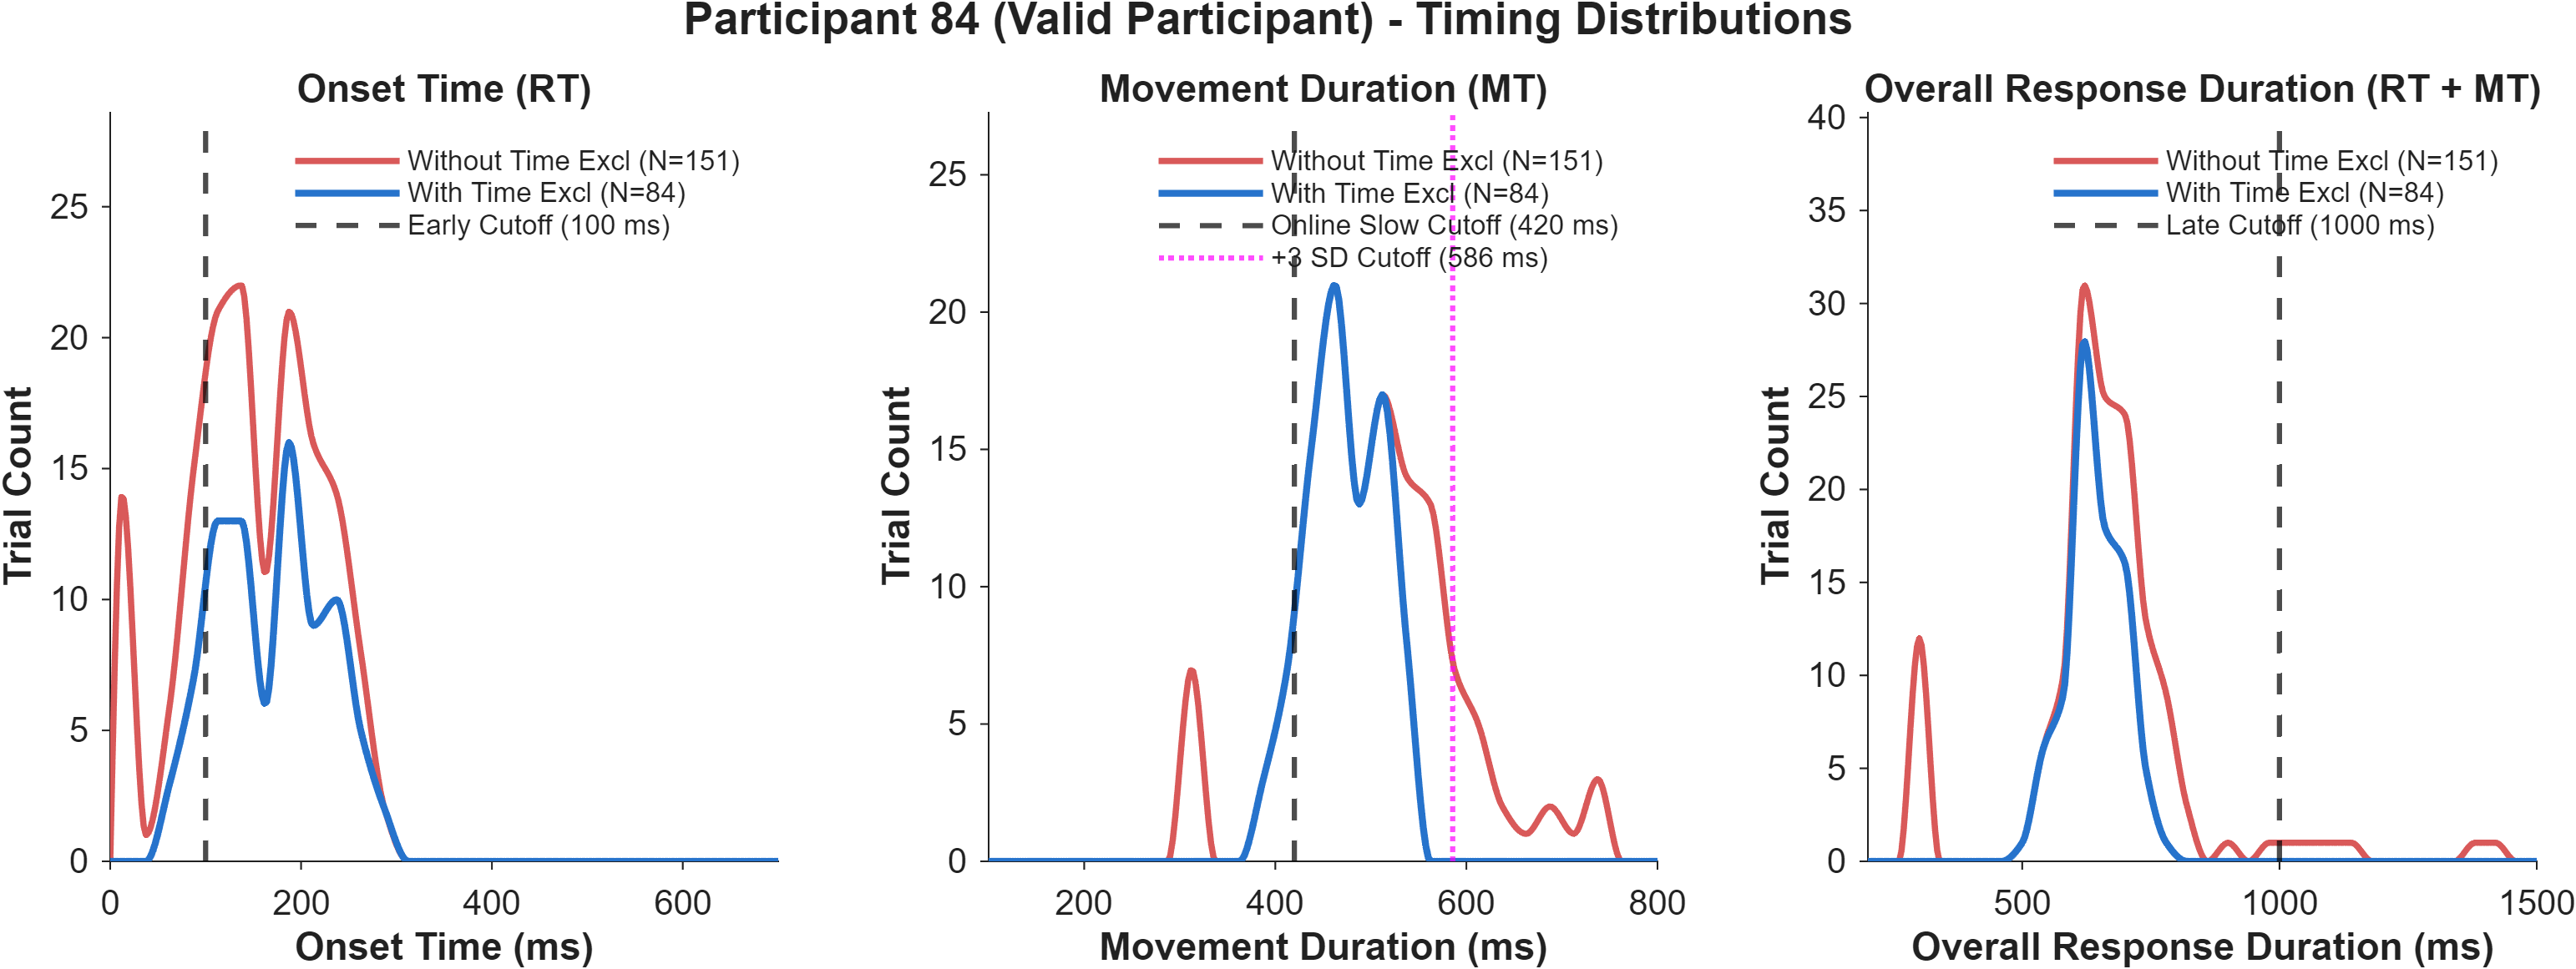 Participant 84 (Valid Participant) - Timing Distributions
Onset Time (RT)
Without Time Excl (N=151)
With Time Excl (N=84)
Early Cutoff (100 ms)
Trial Count
0
5
10
15
20
25
0
200
400
600
Onset Time (ms)
Movement Duration (MT)
Without Time Excl (N=151)
With Time Excl (N=84)
Online Slow Cutoff (420 ms)
+3 SD Cutoff (586 ms)
Trial Count
0
5
10
15
20
25
200
400
600
800
Movement Duration (ms)
Overall Response Duration (RT + MT)
Without Time Excl (N=151)
With Time Excl (N=84)
Late Cutoff (1000 ms)
Trial Count
0
5
10
15
20
25
30
35
40
500
1000
1500
Overall Response Duration (ms)